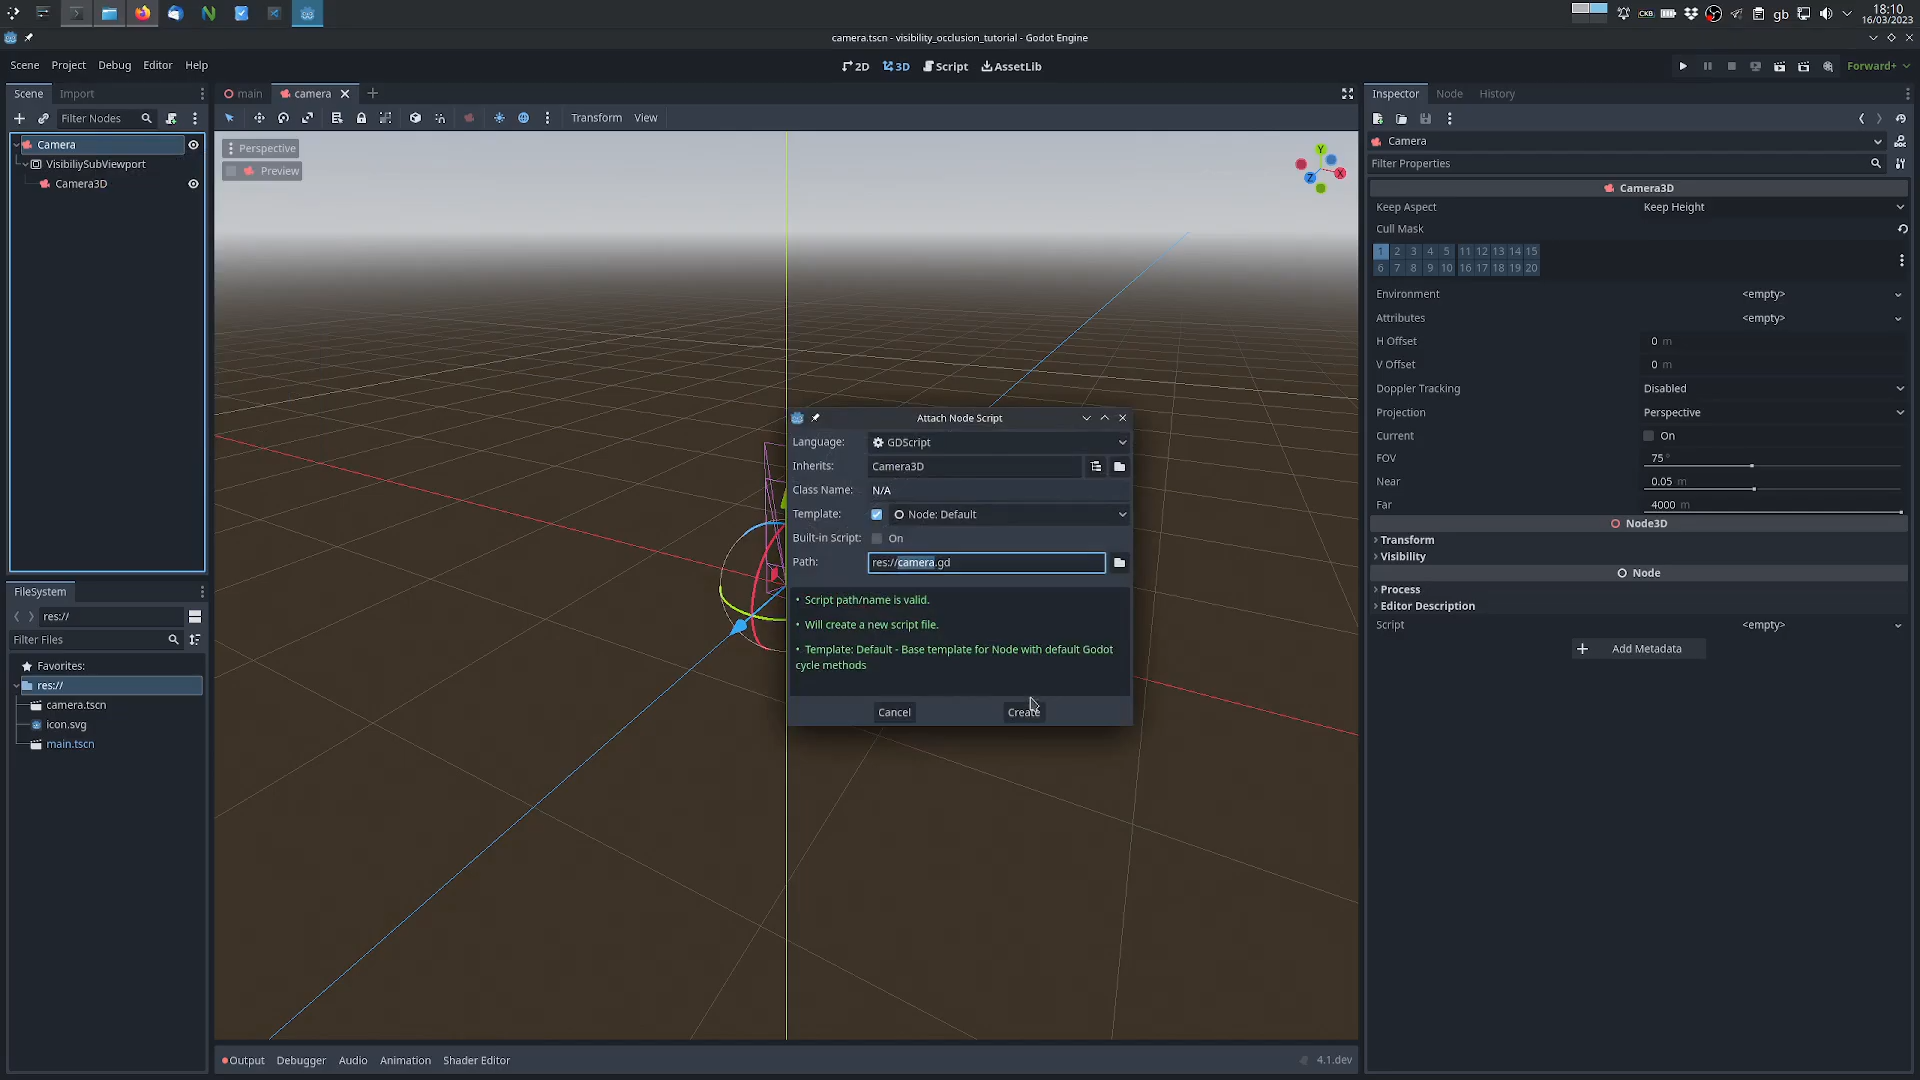 CKB
gb
18:10
16/03/2023
camera.tscn - visibility_occlusion_tutorial - Godot Engine
Scene Project Debug Editor Help
2D 3D Script AssetLib
Forward+
Scene Import
main camera
Inspector Node History
Filter Nodes
Transform View
Camera
VisibiliySubViewport
Camera3D
Perspective
Preview
Y
X
Z
Camera
Filter Properties
Camera3D
Keep Aspect Keep Height
Cull Mask
1 2 3 4 5 11 12 13 14 15
6 7 8 9 10 16 17 18 19 20
Environment <empty>
Attributes <empty>
H Offset 0 m
V Offset 0 m
Doppler Tracking Disabled
Projection Perspective
Current On
FOV 75 °
Near 0.05 m
Far 4000 m
Node3D
Transform
Visibility
Node
Process
Editor Description
Script <empty>
Add Metadata
Attach Node Script
Language: GDScript
Inherits: Camera3D
Class Name: N/A
Template: Node: Default
Built-in Script: On
Path: res://camera.gd
• Script path/name is valid.
• Will create a new script file.
• Template: Default - Base template for Node with default Godot
cycle methods
Cancel Create
FileSystem
res://
Filter Files
Favorites:
res://
camera.tscn
icon.svg
main.tscn
Output Debugger Audio Animation Shader Editor
4.1.dev